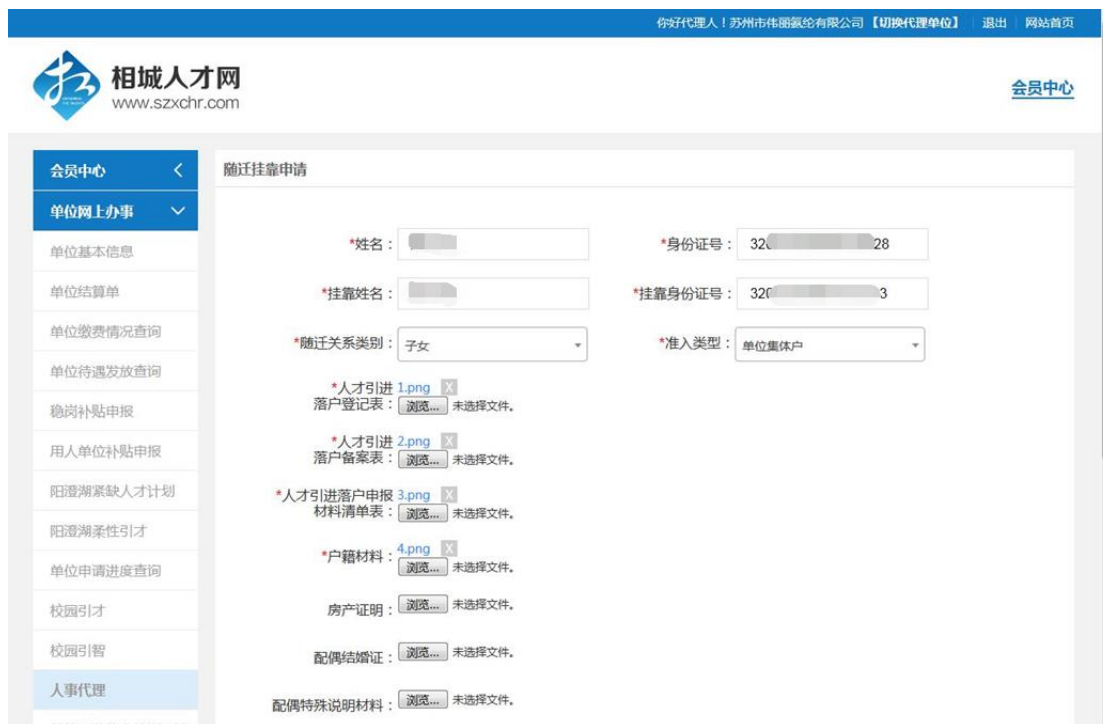 你好代理人！苏州市伟丽氨纶有限公司【切换代理单位】 退出 网站首页
相城人才网
www.szxchr.com
会员中心
会员中心
随迁挂靠申请
单位网上办事
单位基本信息
*姓名：
*身份证号： 32 28
单位结算单
*挂靠姓名：
*挂靠身份证号： 320 3
单位缴费情况查询
*随迁关系类别： 子女
*准入类型： 单位集体户
单位待遇发放查询
*人才引进 1.png X
落户登记表： 浏览... 未选择文件。
稳岗补贴申报
*人才引进 2.png X
落户备案表： 浏览... 未选择文件。
用人单位补贴申报
阳澄湖紧缺人才计划
*人才引进落户申报 3.png X
材料清单表： 浏览... 未选择文件。
阳澄湖柔性引才
*户籍材料： 4.png X
浏览... 未选择文件。
单位申请进度查询
校园引才
房产证明： 浏览... 未选择文件。
校园引智
配偶结婚证： 浏览... 未选择文件。
人事代理
配偶特殊说明材料： 浏览... 未选择文件。